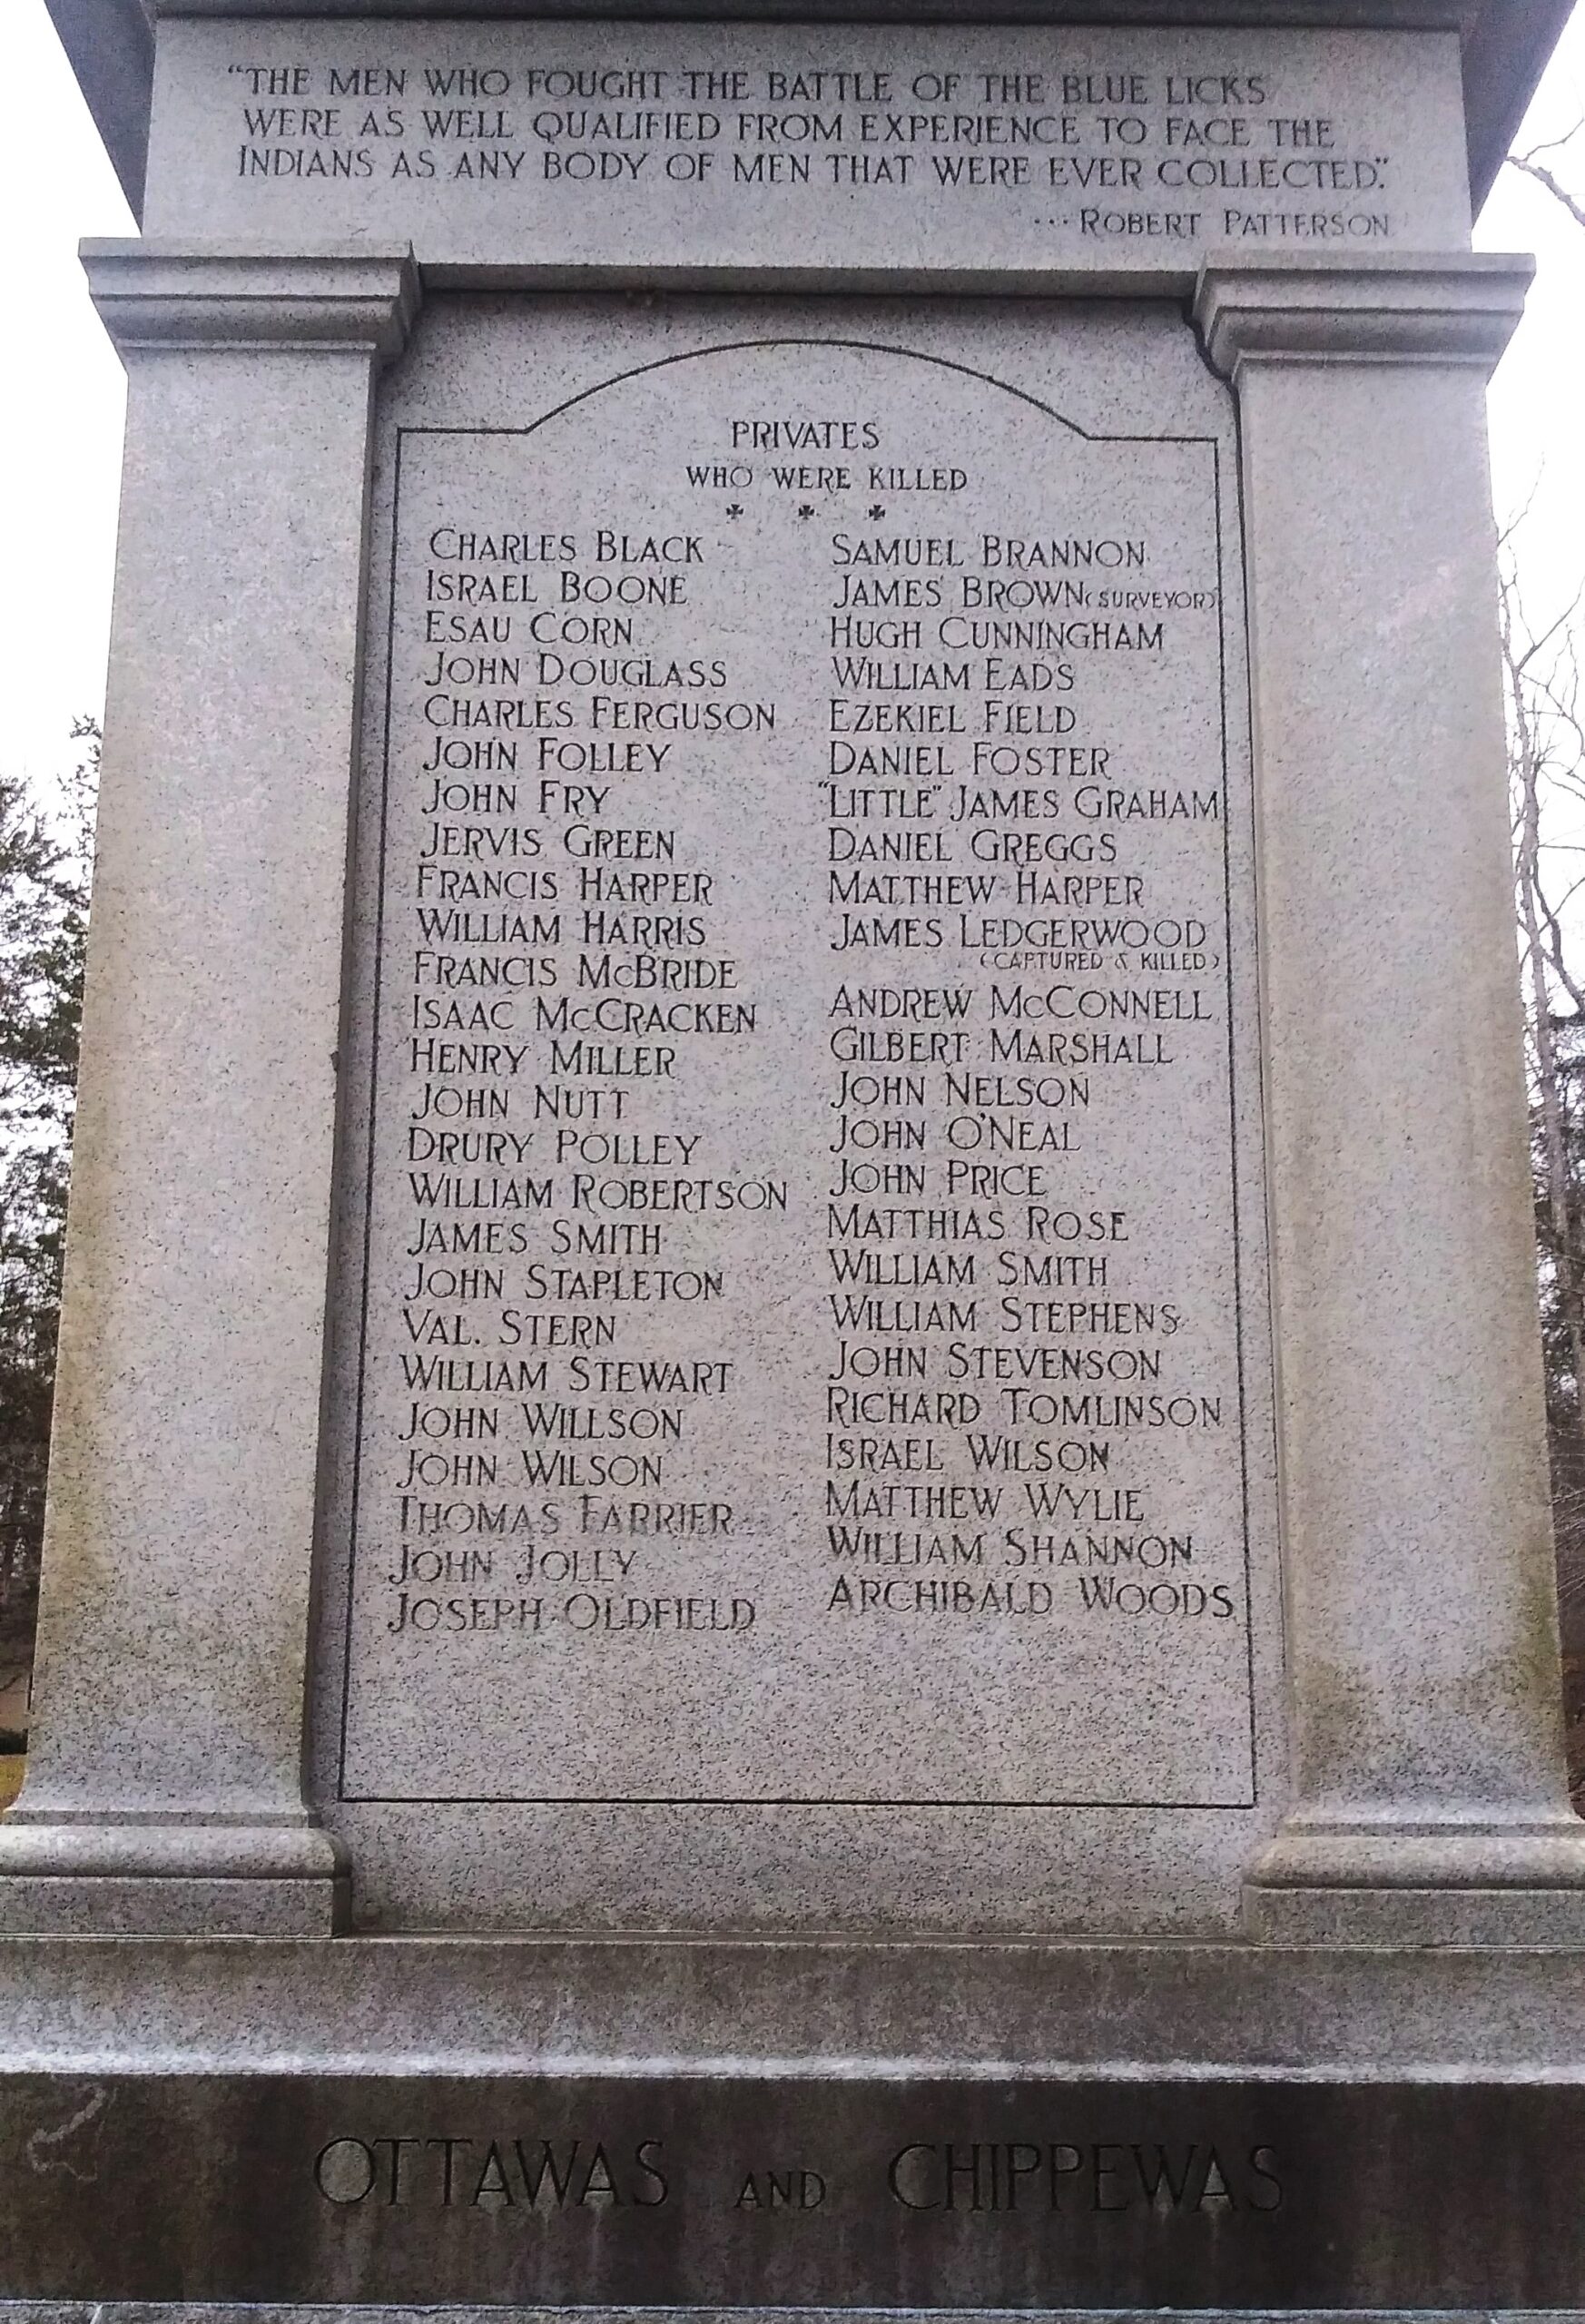 "THE MEN WHO FOUGHT THE BATTLE OF THE BLUE LICKS
WERE AS WELL QUALIFIED FROM EXPERIENCE TO FACE THE
INDIANS AS ANY BODY OF MEN THAT WERE EVER COLLECTED."
...ROBERT PATTERSON
PRIVATES
WHO WERE KILLED
CHARLES BLACK
ISRAEL BOONE
ESAU CORN
JOHN DOUGLASS
CHARLES FERGUSON
JOHN FOLLEY
JOHN FRY
JERVIS GREEN
FRANCIS HARPER
WILLIAM HARRIS
FRANCIS McBRIDE
ISAAC McCRACKEN
HENRY MILLER
JOHN NUTT
DRURY POLLEY
WILLIAM ROBERTSON
JAMES SMITH
JOHN STAPLETON
VAL. STERN
WILLIAM STEWART
JOHN WILLSON
JOHN WILSON
THOMAS FARRIER
JOHN JOLLY
JOSEPH OLDFIELD
SAMUEL BRANNON
JAMES BROWN (SURVEYOR)
HUGH CUNNINGHAM
WILLIAM EADS
EZEKIEL FIELD
DANIEL FOSTER
"LITTLE" JAMES GRAHAM
DANIEL GREGGS
MATTHEW HARPER
JAMES LEDGERWOOD
(CAPTURED & KILLED)
ANDREW McCONNELL
GILBERT MARSHALL
JOHN NELSON
JOHN O'NEAL
JOHN PRICE
MATTHIAS ROSE
WILLIAM SMITH
WILLIAM STEPHENS
JOHN STEVENSON
RICHARD TOMLINSON
ISRAEL WILSON
MATTHEW WYLIE
WILLIAM SHANNON
ARCHIBALD WOODS
OTTAWAS AND CHIPPEWAS